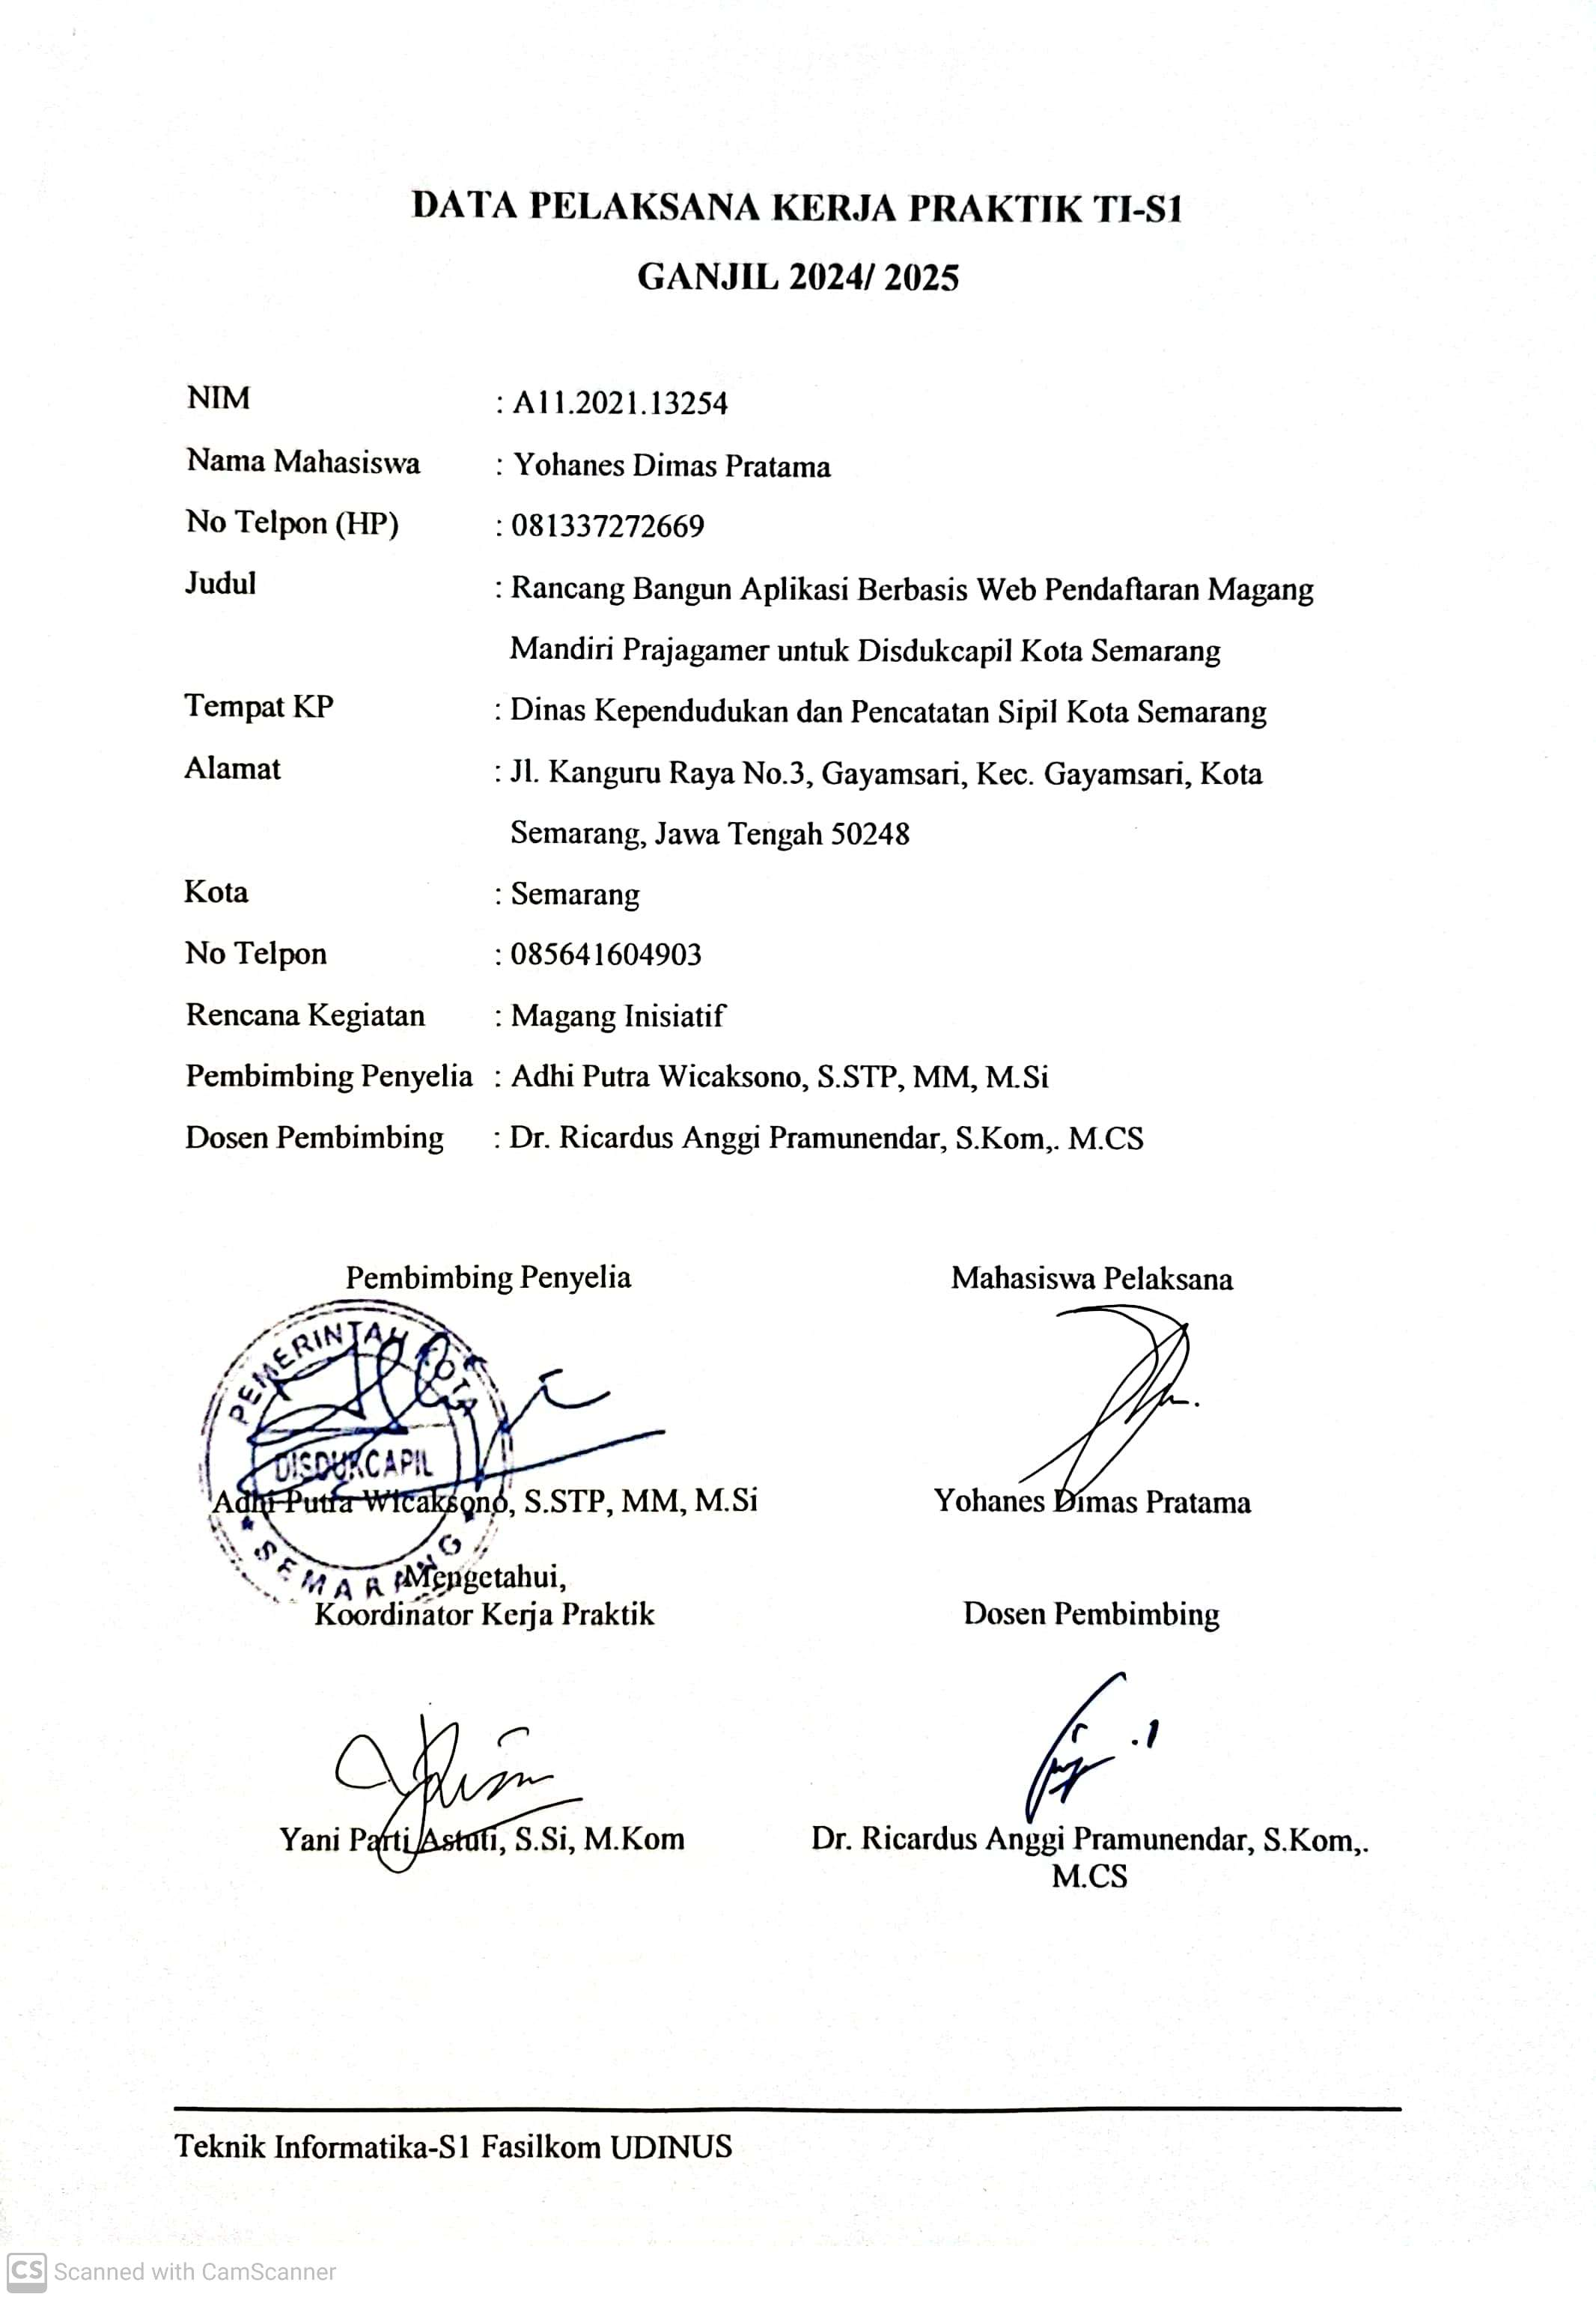 DATA PELAKSANA KERJA PRAKTIK TI-S1
GANJIL 2024/ 2025
NIM : A11.2021.13254
Nama Mahasiswa : Yohanes Dimas Pratama
No Telpon (HP) : 081337272669
Judul : Rancang Bangun Aplikasi Berbasis Web Pendaftaran Magang
Mandiri Prajagamer untuk Disdukcapil Kota Semarang
Tempat KP : Dinas Kependudukan dan Pencatatan Sipil Kota Semarang
Alamat : Jl. Kanguru Raya No.3, Gayamsari, Kec. Gayamsari, Kota
Semarang, Jawa Tengah 50248
Kota : Semarang
No Telpon : 085641604903
Rencana Kegiatan : Magang Inisiatif
Pembimbing Penyelia : Adhi Putra Wicaksono, S.STP, MM, M.Si
Dosen Pembimbing : Dr. Ricardus Anggi Pramunendar, S.Kom,. M.CS
Pembimbing Penyelia Mahasiswa Pelaksana
PEMERINTAH KOTA
DISDUKCAPIL
SEMARANG
Adhi Putra Wicaksono, S.STP, MM, M.Si Yohanes Dimas Pratama
Mengetahui,
Koordinator Kerja Praktik Dosen Pembimbing
Yani Parti Astuti, S.Si, M.Kom Dr. Ricardus Anggi Pramunendar, S.Kom,.
M.CS
Teknik Informatika-S1 Fasilkom UDINUS
CS Scanned with CamScanner